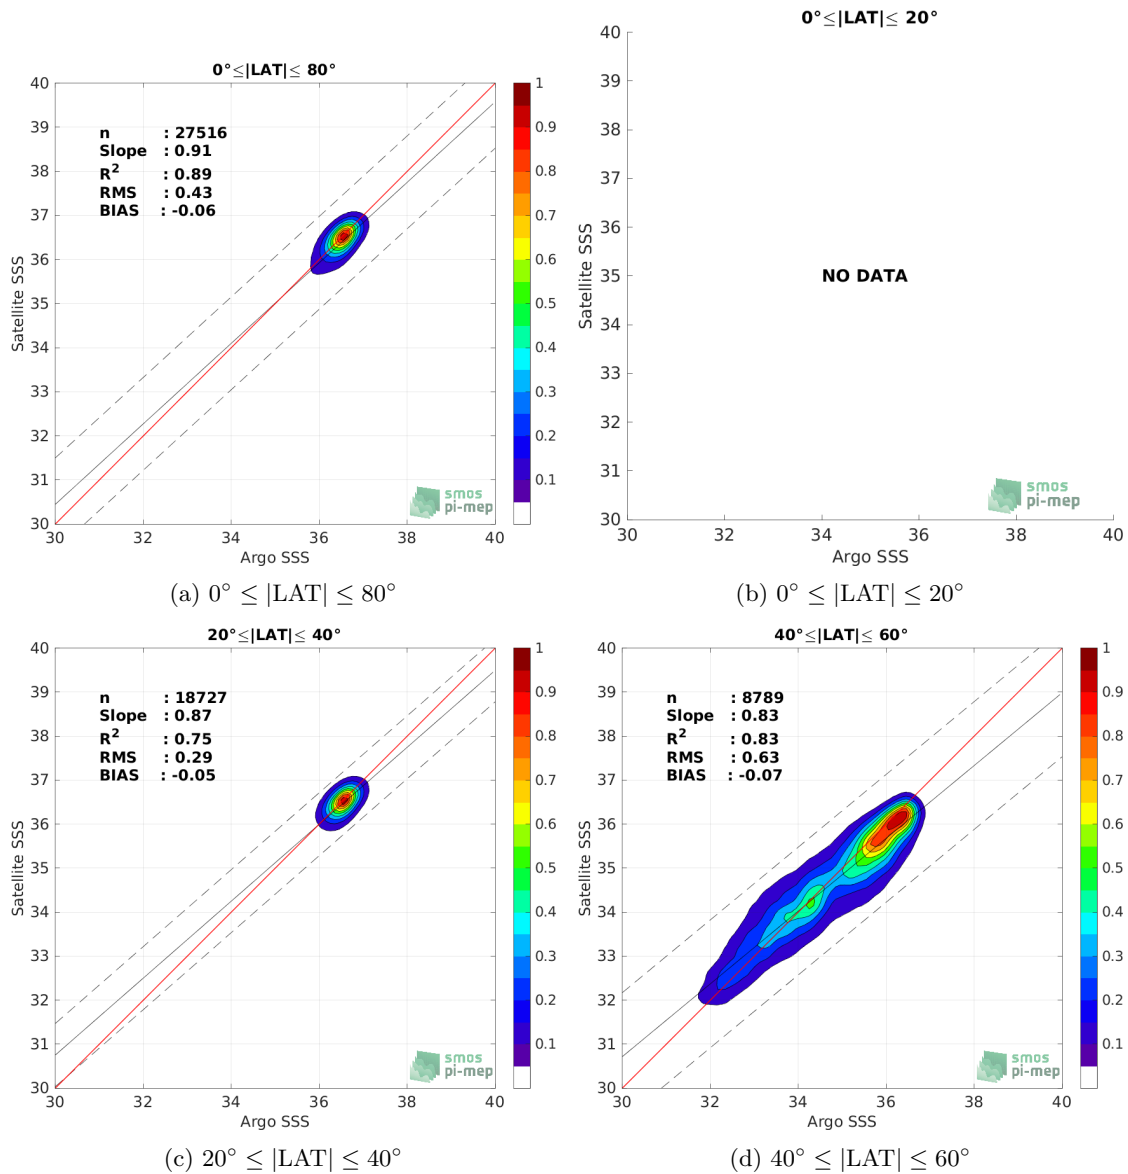 0°≤|LAT|≤ 80°
40
39
38
37
36
35
34
33
32
31
30
n : 27516
Slope : 0.91
R² : 0.89
RMS : 0.43
BIAS : -0.06
Satellite SSS
30 32 34 36 38 40
Argo SSS
smos
pi-mep
1
0.9
0.8
0.7
0.6
0.5
0.4
0.3
0.2
0.1
(a) 0° ≤ |LAT| ≤ 80°
0°≤|LAT|≤ 20°
40
39
38
37
36
35
34
33
32
31
30
Satellite SSS
NO DATA
smos
pi-mep
30 32 34 36 38 40
Argo SSS
(b) 0° ≤ |LAT| ≤ 20°
20°≤|LAT|≤ 40°
40
39
38
37
36
35
34
33
32
31
30
n : 18727
Slope : 0.87
R² : 0.75
RMS : 0.29
BIAS : -0.05
Satellite SSS
smos
pi-mep
30 32 34 36 38 40
Argo SSS
1
0.9
0.8
0.7
0.6
0.5
0.4
0.3
0.2
0.1
(c) 20° ≤ |LAT| ≤ 40°
40°≤|LAT|≤ 60°
40
39
38
37
36
35
34
33
32
31
30
n : 8789
Slope : 0.83
R² : 0.83
RMS : 0.63
BIAS : -0.07
Satellite SSS
smos
pi-mep
30 32 34 36 38 40
Argo SSS
1
0.9
0.8
0.7
0.6
0.5
0.4
0.3
0.2
0.1
(d) 40° ≤ |LAT| ≤ 60°